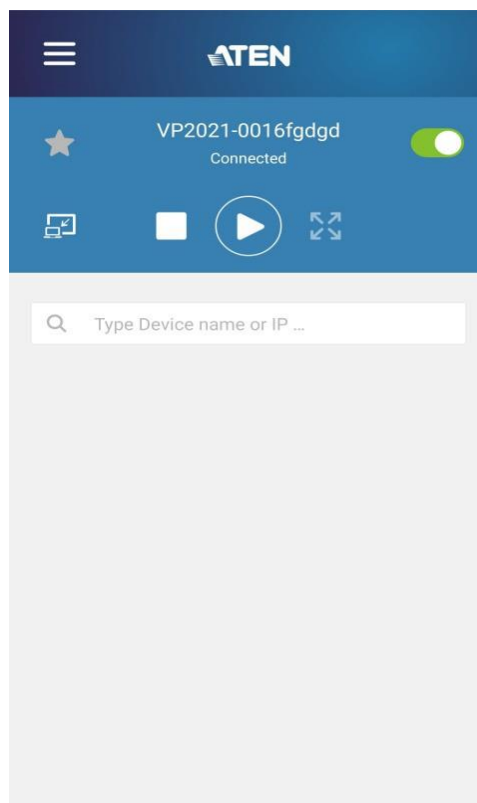 ATEN
VP2021-0016fgdgd
Connected
Type Device name or IP ...